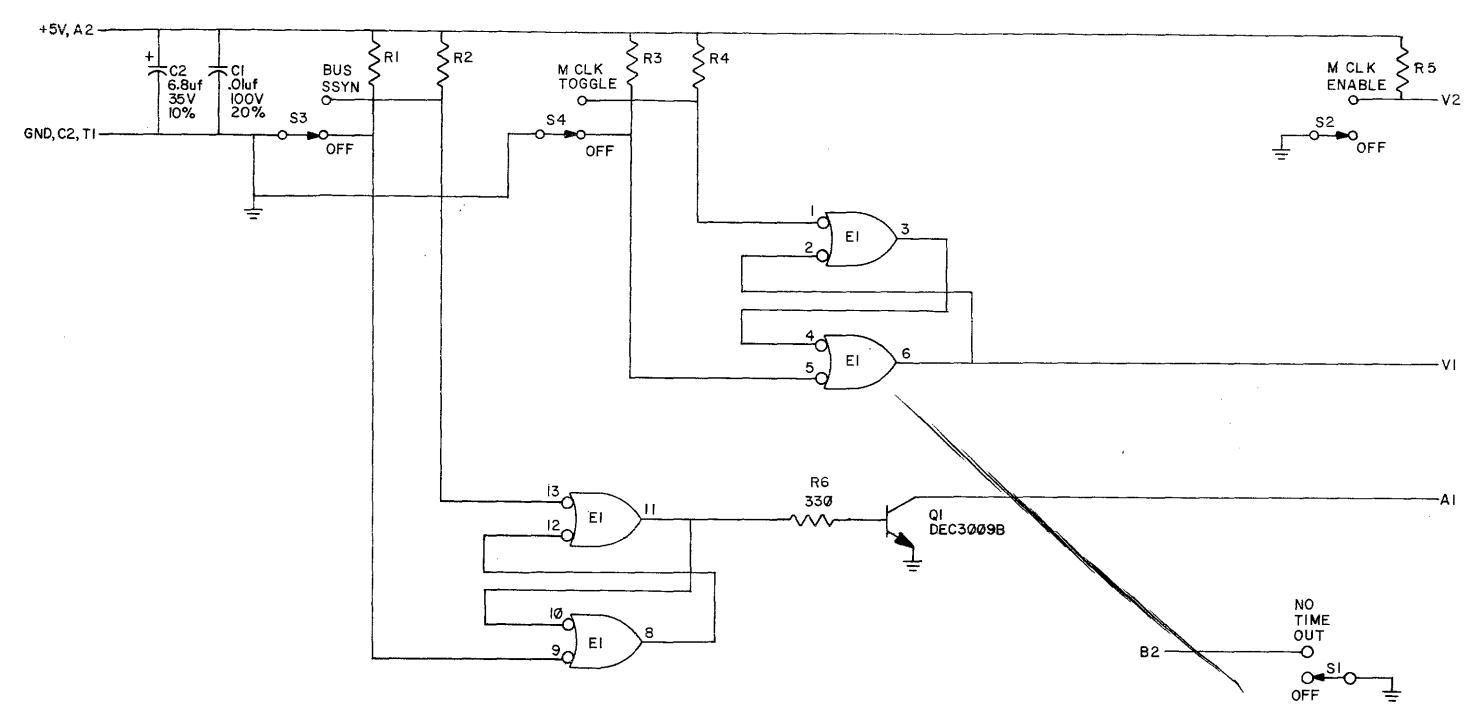 +5V, A2
+
C2
6.8uf
35V
10%
C1
.01uf
100V
20%
R1
R2
BUS
SSYN
M CLK
TOGGLE
R3
R4
M CLK
ENABLE
R5
V2
GND, C2, T1
S3
OFF
S4
OFF
S2
OFF
1
2
E1
3
4
5
E1
6
V1
13
12
E1
11
R6
330
Q1
DEC3009B
A1
10
9
E1
8
NO
TIME
OUT
B2
S1
OFF